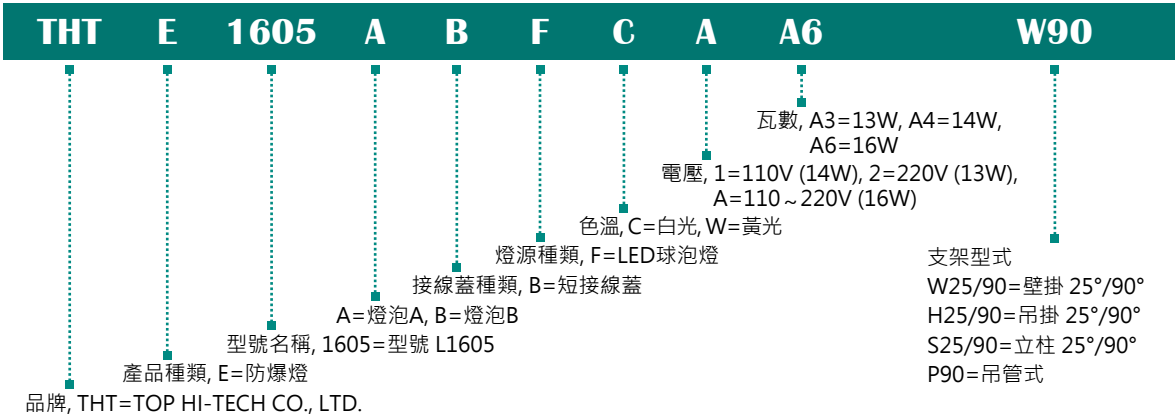 THT E 1605 A B F C A A6 W90
瓦數, A3=13W, A4=14W,
A6=16W
電壓, 1=110V (14W), 2=220V (13W),
A=110～220V (16W)
色溫, C=白光, W=黃光
燈源種類, F=LED球泡燈
接線蓋種類, B=短接線蓋
A=燈泡A, B=燈泡B
型號名稱, 1605=型號 L1605
產品種類, E=防爆燈
品牌, THT=TOP HI-TECH CO., LTD.
支架型式
W25/90=壁掛 25°/90°
H25/90=吊掛 25°/90°
S25/90=立柱 25°/90°
P90=吊管式